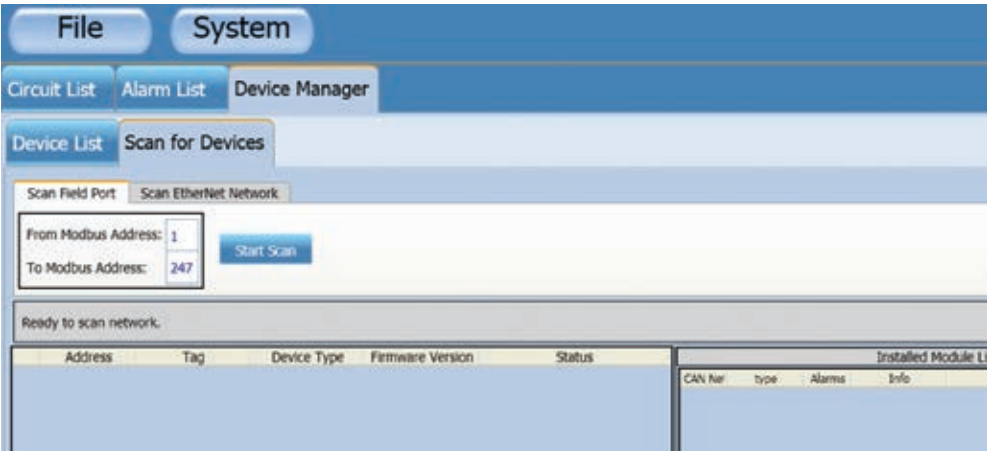 File System
Circuit List Alarm List Device Manager
Device List Scan for Devices
Scan Field Port Scan EtherNet Network
From Modbus Address: 1
Start Scan
To Modbus Address: 247
Ready to scan network.
Address Tag Device Type Firmware Version Status
Installed Module Li
CAN Ner type Alarms Info